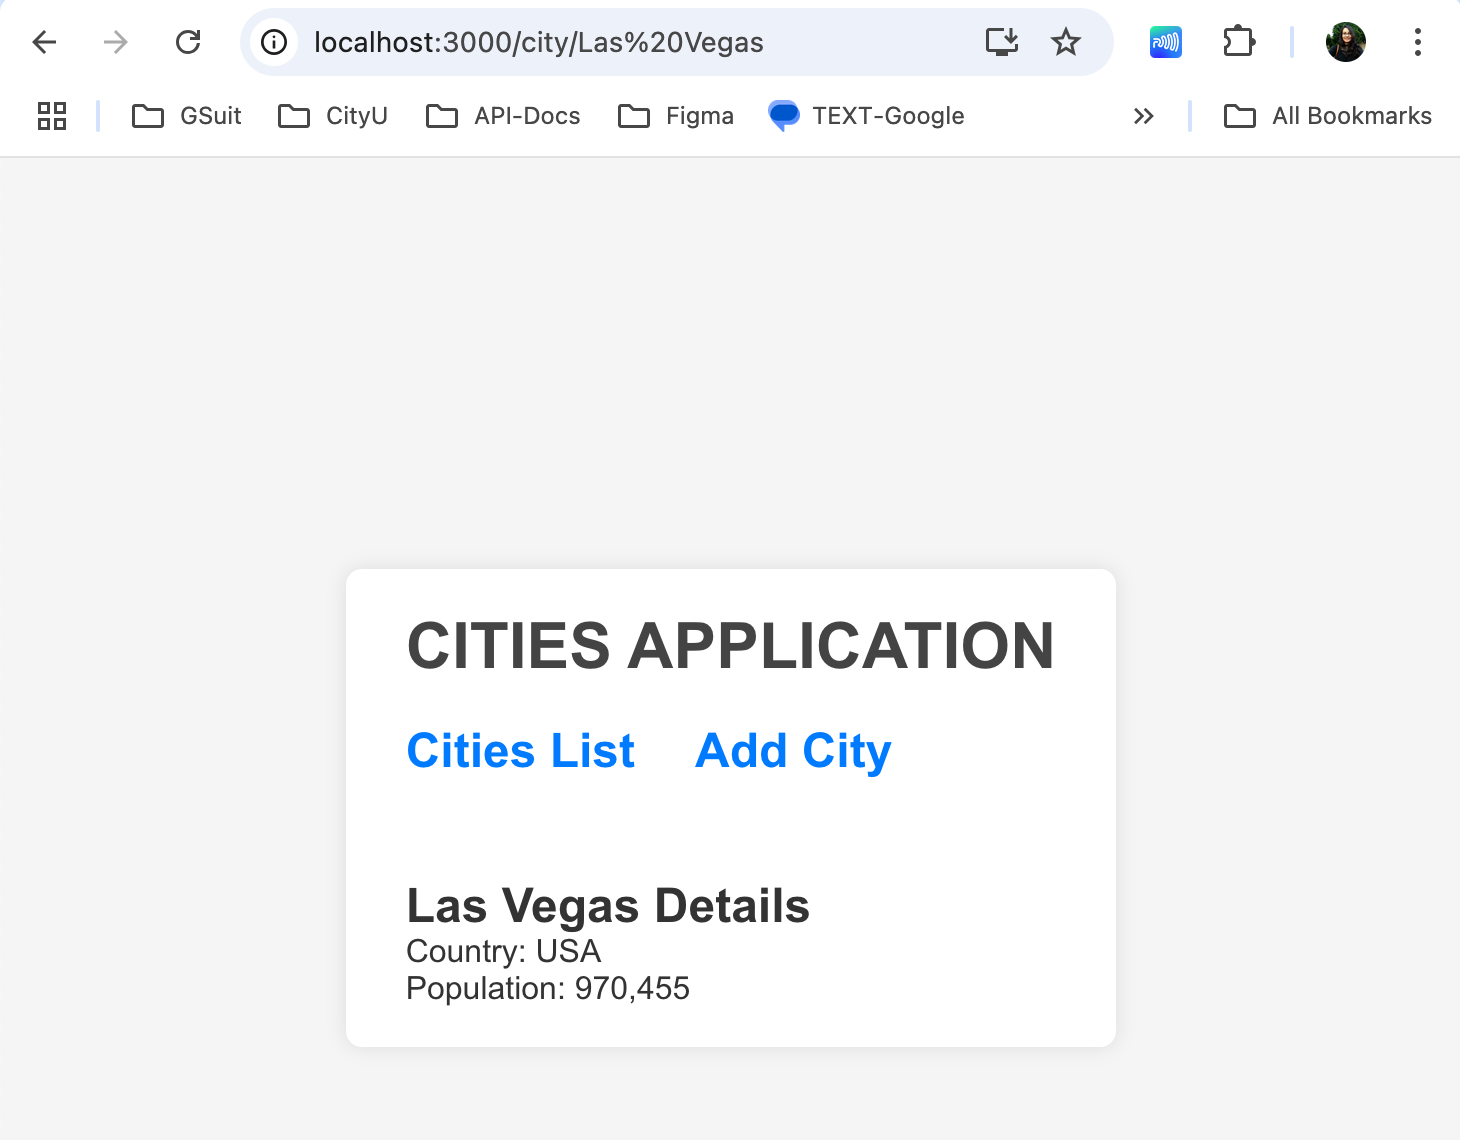 localhost:3000/city/Las%20Vegas
GSuit CityU API-Docs Figma TEXT-Google All Bookmarks
CITIES APPLICATION
Cities List Add City
Las Vegas Details
Country: USA
Population: 970,455